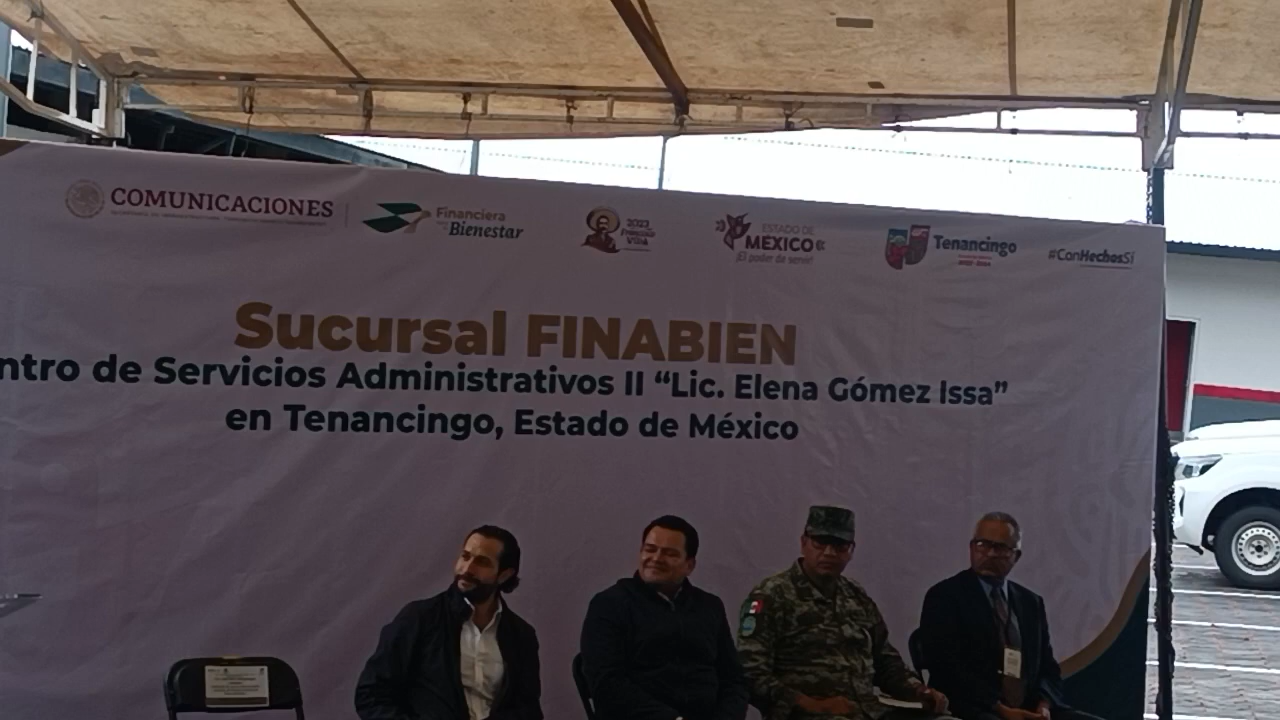 COMUNICACIONES
Financiera
Bienestar
2023
Francisco
VILLA
ESTADO DE
MÉXICO
¡El poder de servir!
Tenancingo
#ConHechosSí
Sucursal FINABIEN
ntro de Servicios Administrativos II “Lic. Elena Gómez Issa”
en Tenancingo, Estado de México